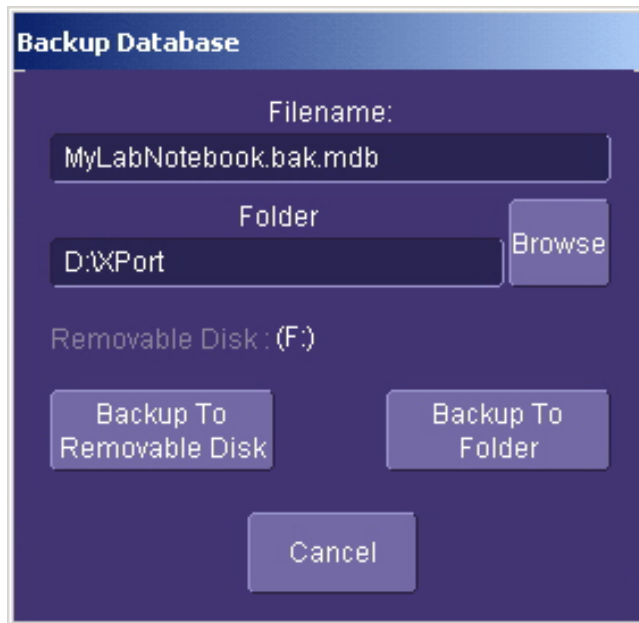 Backup Database
Filename:
MyLabNotebook.bak.mdb
Folder
D:\XPort
Browse
Removable Disk : (F:)
Backup To
Removable Disk
Backup To
Folder
Cancel